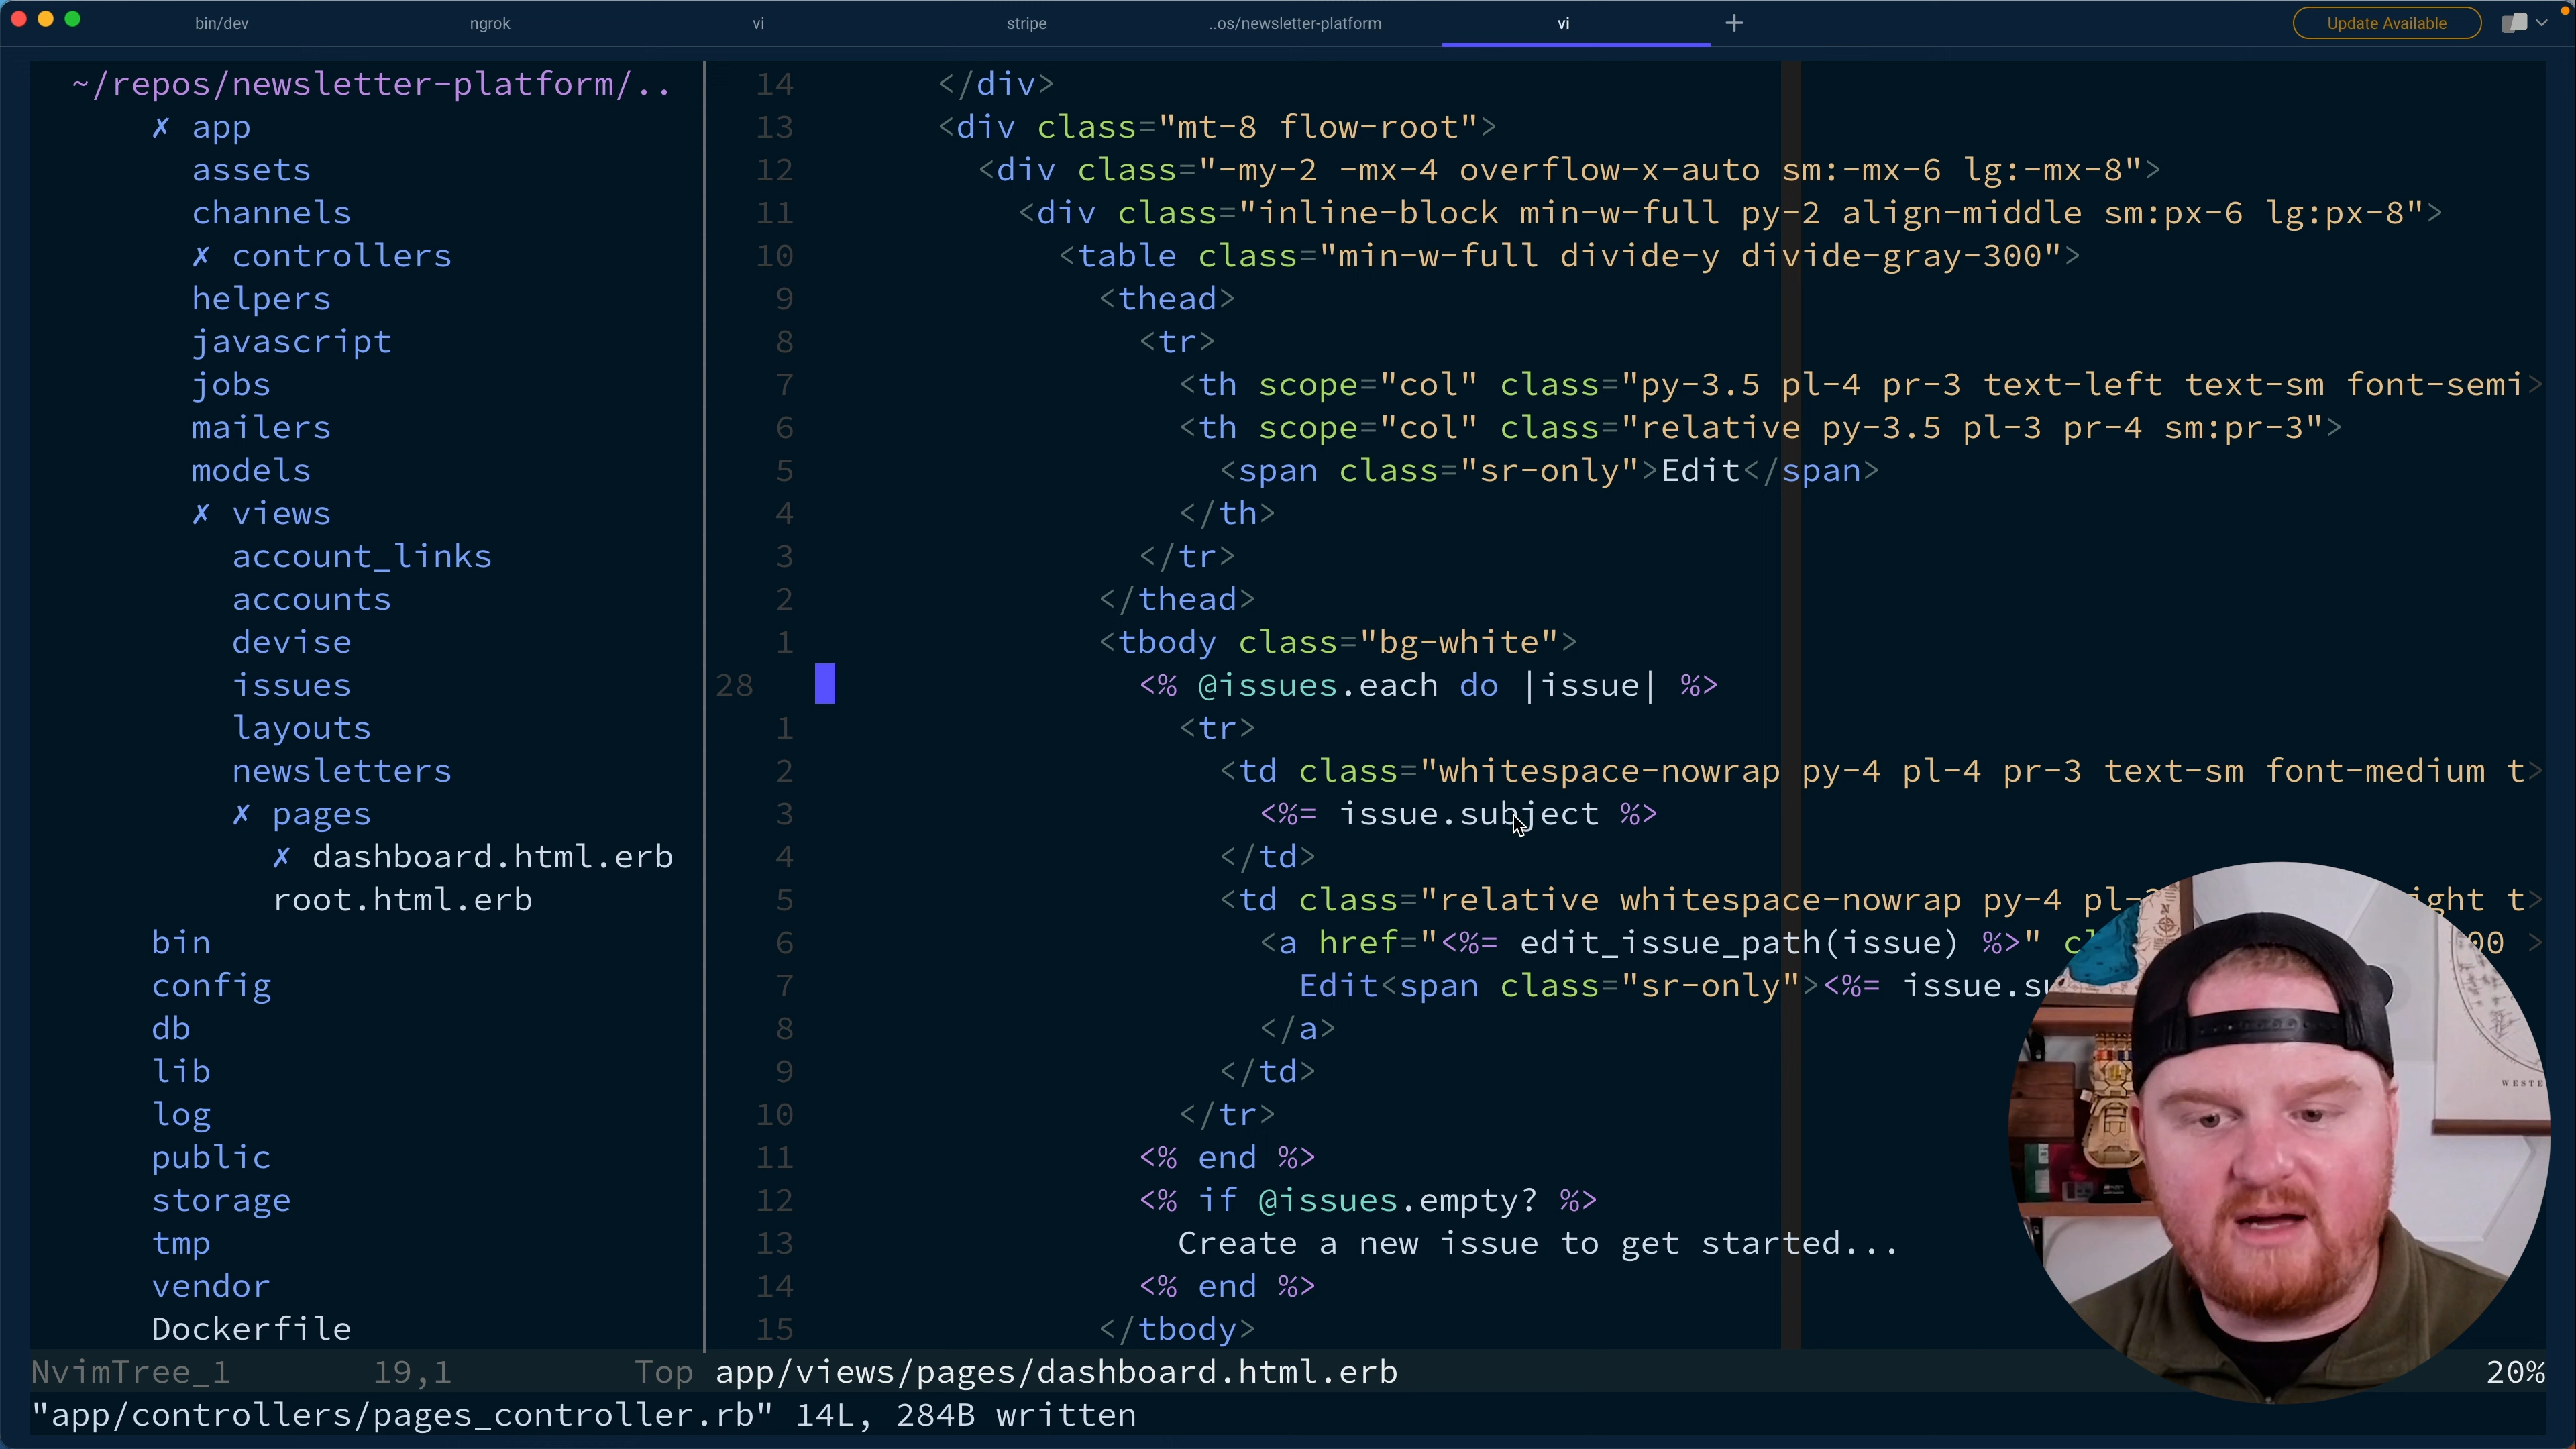 bin/dev
ngrok
vi
stripe
..os/newsletter-platform
vi
Update Available
~/repos/newsletter-platform/..
✗ app
assets
channels
✗ controllers
helpers
javascript
jobs
mailers
models
✗ views
account_links
accounts
devise
issues
layouts
newsletters
✗ pages
✗ dashboard.html.erb
root.html.erb
bin
config
db
lib
log
public
storage
tmp
vendor
Dockerfile
14 </div>
13 <div class="mt-8 flow-root">
12 <div class="-my-2 -mx-4 overflow-x-auto sm:-mx-6 lg:-mx-8">
11 <div class="inline-block min-w-full py-2 align-middle sm:px-6 lg:px-8">
10 <table class="min-w-full divide-y divide-gray-300">
9 <thead>
8 <tr>
7 <th scope="col" class="py-3.5 pl-4 pr-3 text-left text-sm font-semi>
6 <th scope="col" class="relative py-3.5 pl-3 pr-4 sm:pr-3">
5 <span class="sr-only">Edit</span>
4 </th>
3 </tr>
2 </thead>
1 <tbody class="bg-white">
28 <% @issues.each do |issue| %>
1 <tr>
2 <td class="whitespace-nowrap py-4 pl-4 pr-3 text-sm font-medium t>
3 <%= issue.subject %>
4 </td>
5 <td class="relative whitespace-nowrap py-4 ight t>
6 <a href="<%= edit_issue_path(issue) %>" 00 >
7 Edit<span class="sr-only"><%=
8 </a>
9 </td>
10 </tr>
11 <% end %>
12 <% if @issues.empty? %>
13 Create a new issue to get started...
14 <% end %>
15 </tbody>
NvimTree_1 19,1 Top app/views/pages/dashboard.html.erb 20%
"app/controllers/pages_controller.rb" 14L, 284B written
WESTE